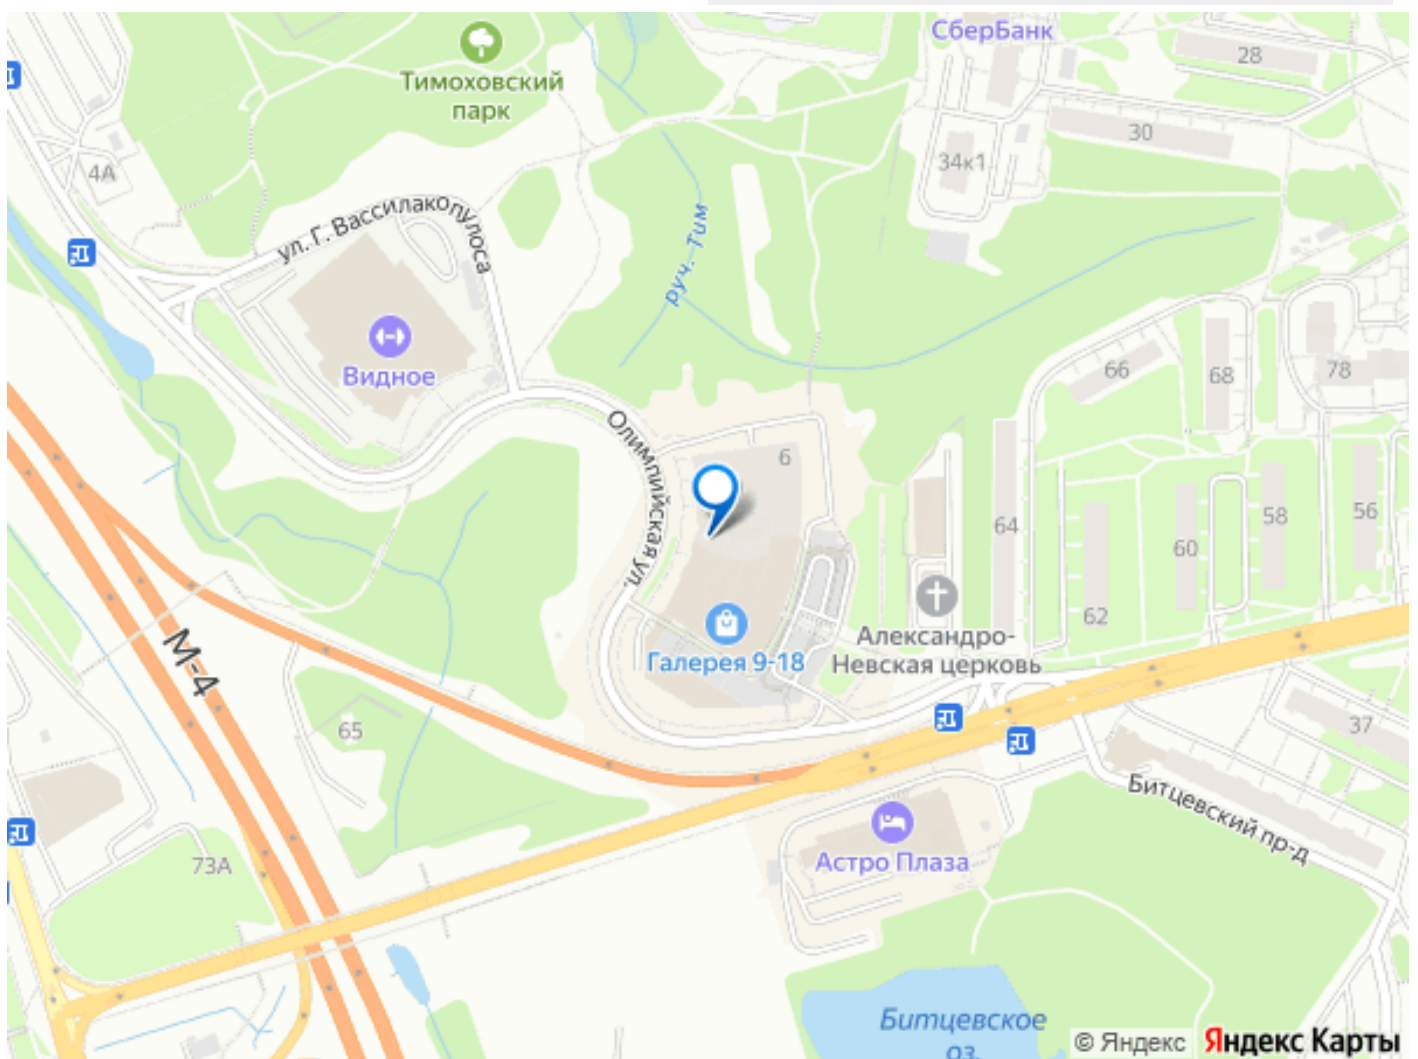 СберБанк
28
Тимоховский
парк
30
34к1
4А
ул. Г. Вассилакопулоса
руч. Тим
Видное
66
68
78
Олимпийская ул.
6
64
60
58
56
62
Александро-
Невская церковь
Галерея 9-18
М-4
65
37
Битцевский пр-д
Астро Плаза
73А
Битцевское
оз.
© Яндекс Яндекс Карты